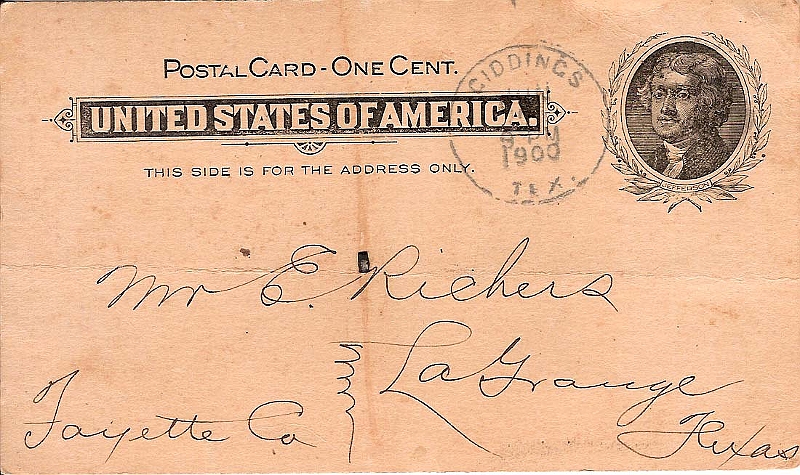 POSTAL CARD - ONE CENT.
UNITED STATES OF AMERICA.
THIS SIDE IS FOR THE ADDRESS ONLY.
GIDDINGS
1900
TEX.
JEFFERSON
Mr E. Richers
La Grange
Fayette Co
Texas